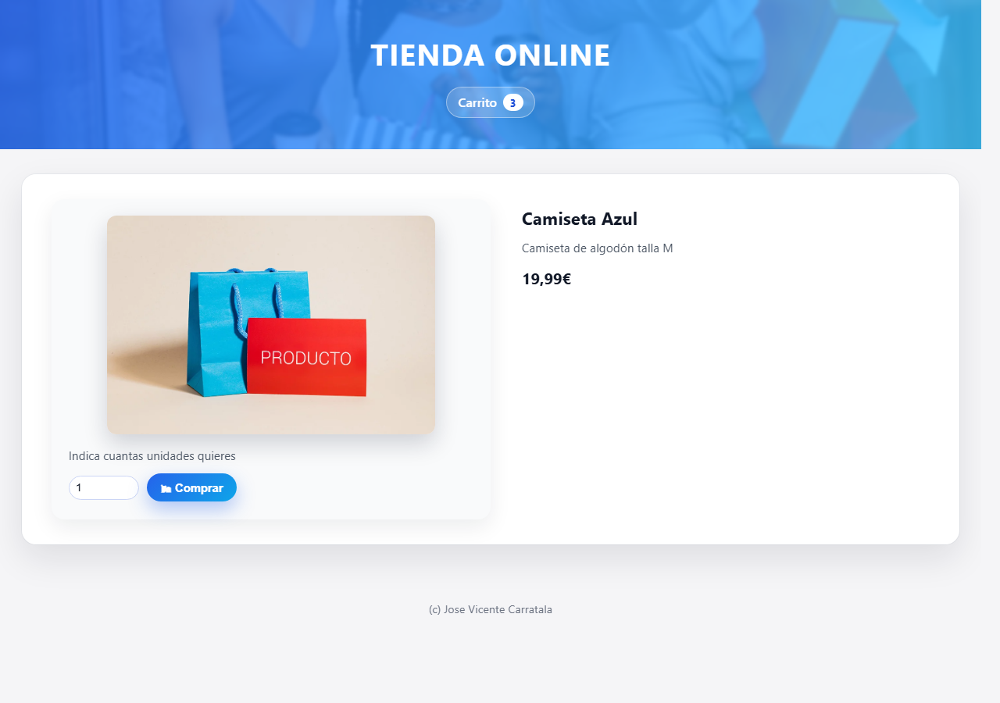 TIENDA ONLINE
Carrito 3
PRODUCTO
Indica cuantas unidades quieres
1
Comprar
Camiseta Azul
Camiseta de algodón talla M
19,99€
(c) Jose Vicente Carratala